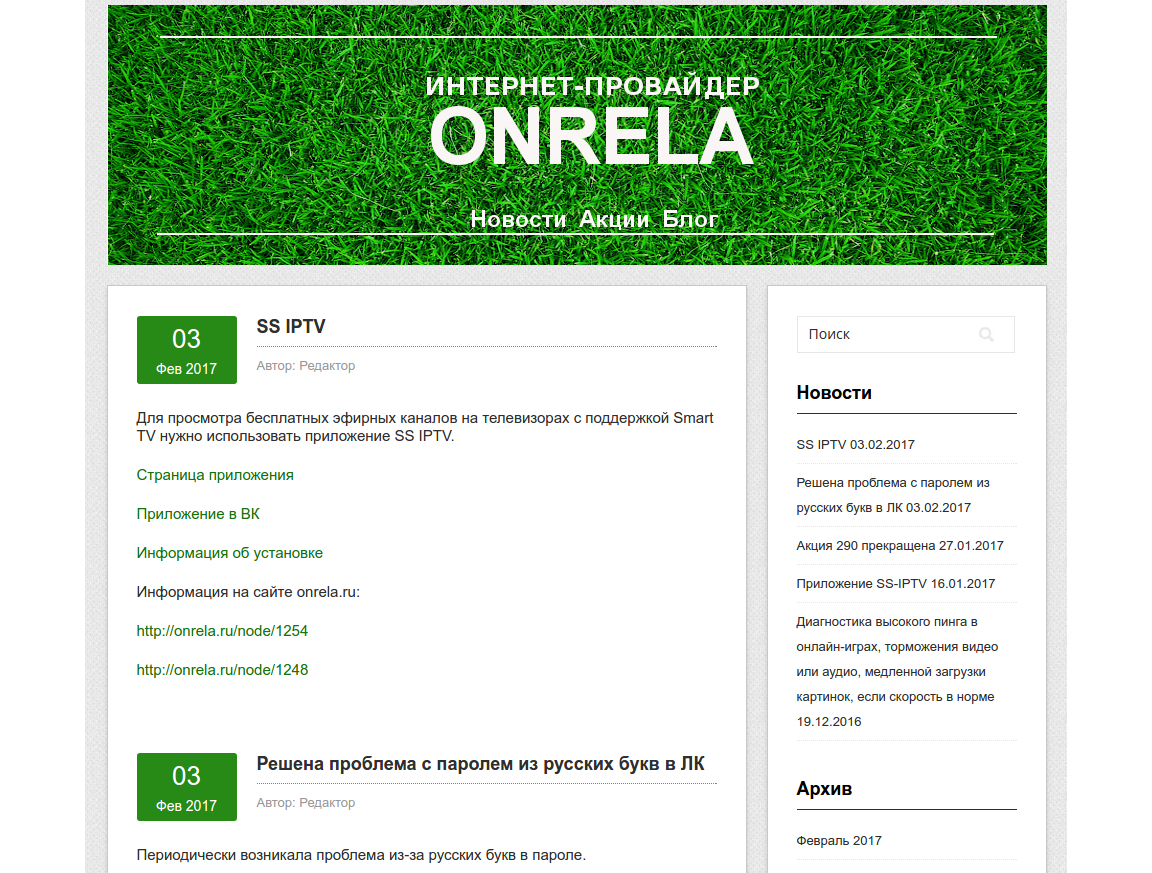 ИНТЕРНЕТ-ПРОВАЙДЕР
ONRELA
Новости Акции Блог
03
Фев 2017
SS IPTV
Автор: Редактор
Для просмотра бесплатных эфирных каналов на телевизорах с поддержкой Smart
TV нужно использовать приложение SS IPTV.
Страница приложения
Приложение в ВК
Информация об установке
Информация на сайте onrela.ru:
http://onrela.ru/node/1254
http://onrela.ru/node/1248
03
Фев 2017
Решена проблема с паролем из русских букв в ЛК
Автор: Редактор
Периодически возникала проблема из-за русских букв в пароле.
Поиск
Новости
SS IPTV 03.02.2017
Решена проблема с паролем из
русских букв в ЛК 03.02.2017
Акция 290 прекращена 27.01.2017
Приложение SS-IPTV 16.01.2017
Диагностика высокого пинга в
онлайн-играх, торможения видео
или аудио, медленной загрузки
картинок, если скорость в норме
19.12.2016
Архив
Февраль 2017